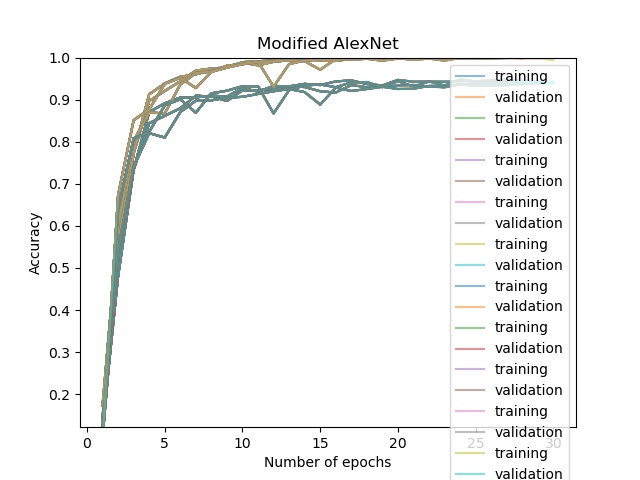 Modified AlexNet
Accuracy
1.0
0.9
0.8
0.7
0.6
0.5
0.4
0.3
0.2
0 5 10 15 20 25 30
Number of epochs
training
validation
training
validation
training
validation
training
validation
training
validation
training
validation
training
validation
training
validation
training
validation
training
validation